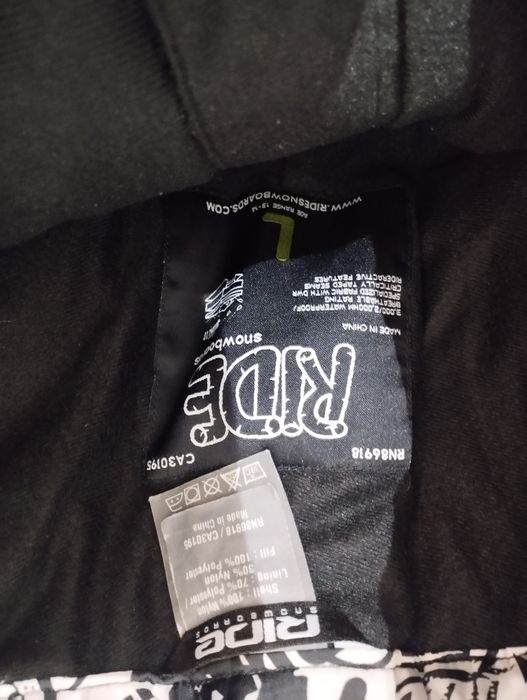 RIDE
SNOWBOARDS
Shell : 100% Nylon
Lining : 70% Polyester /
30% Nylon
Fill : 100% Polyester
RN86918 / CA30195
Made in China
RN86918 CA30195
RIDE
snowboards
MADE IN CHINA
3,000/3,000MM WATERPROOF/
BREATHABLE RATING
SPECIALIZED FABRIC WITH DWR
CRITICALLY TAPED SEAMS
RIDERACTIVE FEATURES
L
AGE RANGE 13-14
WWW.RIDESNOWBOARDS.COM